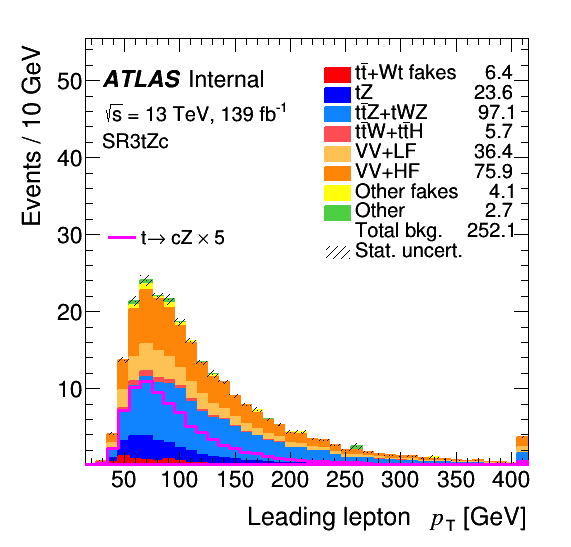 ATLAS Internal
√s = 13 TeV, 139 fb⁻¹
SR3tZc
t→ cZ × 5
tt̄+Wt fakes 6.4
tZ 23.6
tt̄Z+tWZ 97.1
tt̄W+tt̄H 5.7
VV+LF 36.4
VV+HF 75.9
Other fakes 4.1
Other 2.7
Total bkg. 252.1
Stat. uncert.
Events / 10 GeV
50
40
30
20
10
50 100 150 200 250 300 350 400
Leading lepton p_T [GeV]